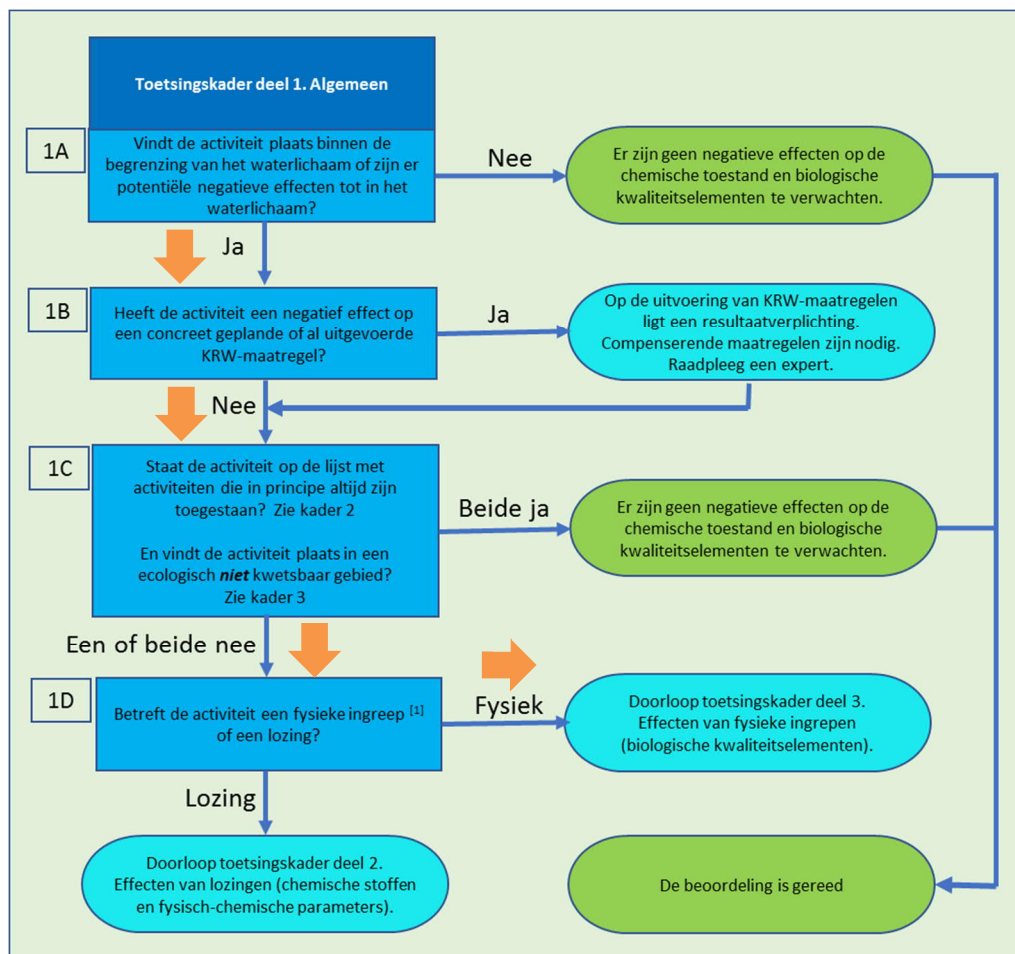 Toetsingskader deel 1. Algemeen
1A
Vindt de activiteit plaats binnen de
begrenzing van het waterlichaam of zijn er
potentiële negatieve effecten tot in het
waterlichaam?
Nee
Er zijn geen negatieve effecten op de
chemische toestand en biologische
kwaliteitselementen te verwachten.
Ja
1B
Heeft de activiteit een negatief effect op
een concreet geplande of al uitgevoerde
KRW-maatregel?
Ja
Op de uitvoering van KRW-maatregelen
ligt een resultaatverplichting.
Compenserende maatregelen zijn nodig.
Raadpleeg een expert.
Nee
1C
Staat de activiteit op de lijst met
activiteiten die in principe altijd zijn
toegestaan? Zie kader 2
En vindt de activiteit plaats in een
ecologisch niet kwetsbaar gebied?
Zie kader 3
Beide ja
Er zijn geen negatieve effecten op de
chemische toestand en biologische
kwaliteitselementen te verwachten.
Een of beide nee
1D
Betreft de activiteit een fysieke ingreep [1]
of een lozing?
Fysiek
Doorloop toetsingskader deel 3.
Effecten van fysieke ingrepen
(biologische kwaliteitselementen).
Lozing
Doorloop toetsingskader deel 2.
Effecten van lozingen (chemische stoffen
en fysisch-chemische parameters).
De beoordeling is gereed